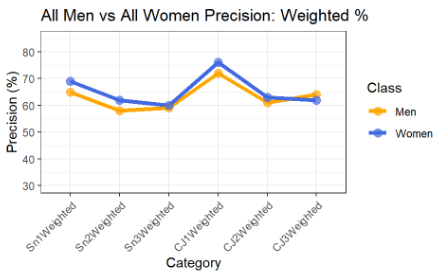 All Men vs All Women Precision: Weighted %
Precision (%)
80
70
60
50
40
30
Sn1Weighted
Sn2Weighted
Sn3Weighted
CJ1Weighted
CJ2Weighted
CJ3Weighted
Category
Class
Men
Women